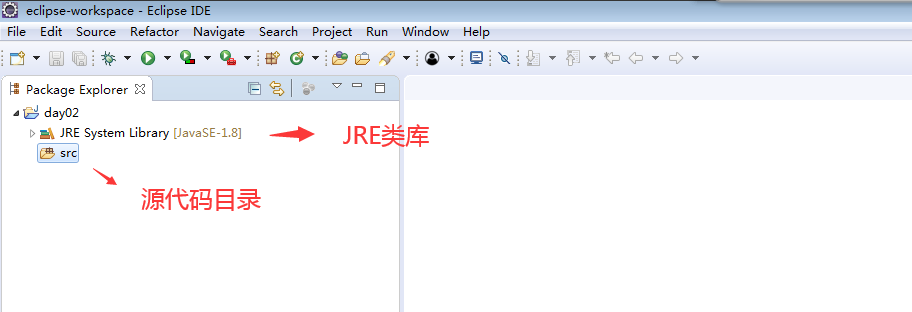 eclipse-workspace - Eclipse IDE
File Edit Source Refactor Navigate Search Project Run Window Help
Package Explorer
day02
JRE System Library [JavaSE-1.8]
JRE类库
src
源代码目录